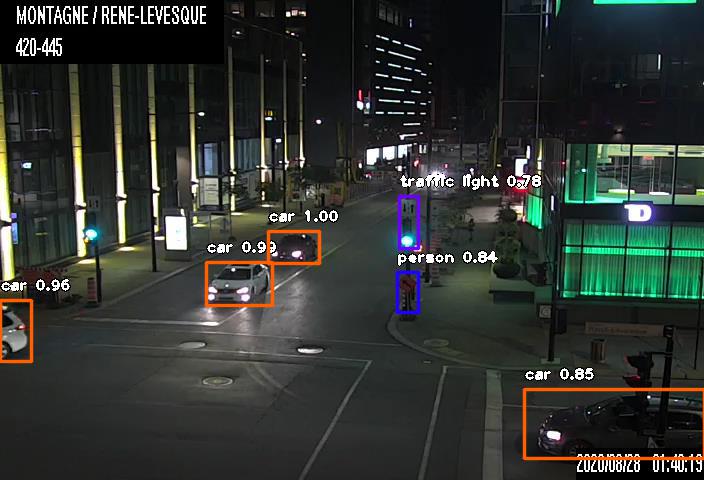 MONTAGNE / RENE-LEVESQUE
420-445
traffic light 0.78
car 1.00
car 0.99
person 0.84
car 0.96
TD
car 0.85
2020/08/28 01:40:19